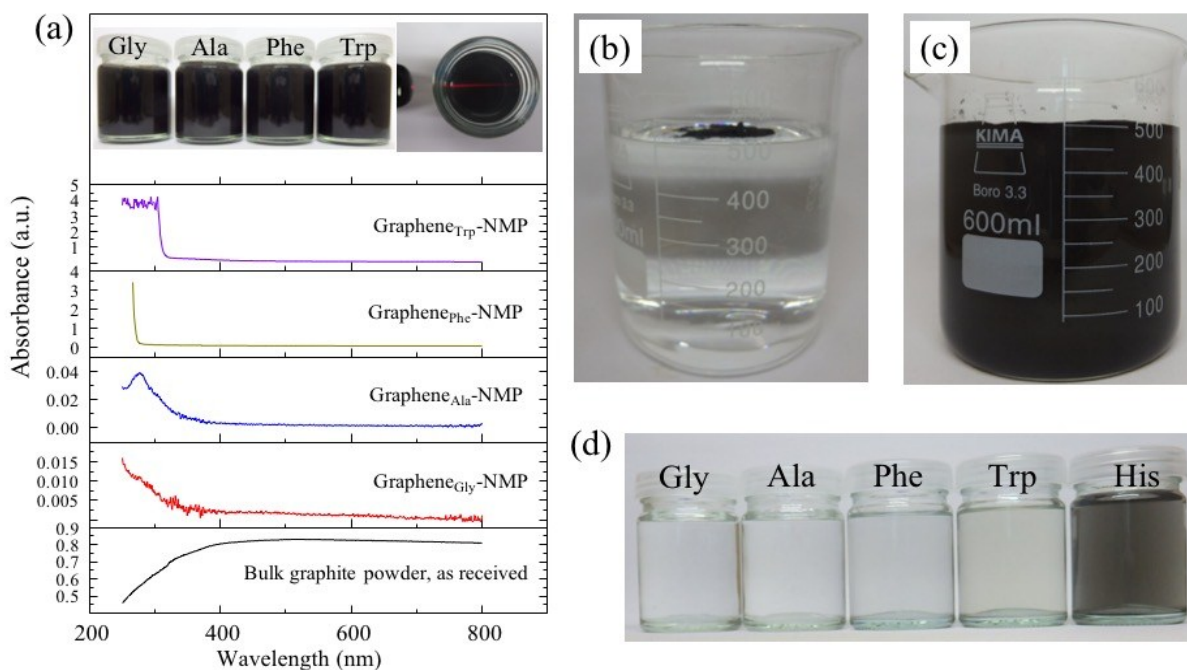 (a)
Gly Ala Phe Trp
Absorbance (a.u.)
5
4
3
2
1
Graphene_Trp-NMP
4
3
2
1
0
Graphene_Phe-NMP
0.04
0.02
0.00
Graphene_Ala-NMP
0.015
0.010
0.005
Graphene_Gly-NMP
0.9
0.8
0.7
0.6
0.5
Bulk graphite powder, as received
200 400 600 800
Wavelength (nm)
(b)
500
400
300
200
100
(c)
KIMA
Boro 3.3
600ml
500
400
300
200
100
(d)
Gly Ala Phe Trp His